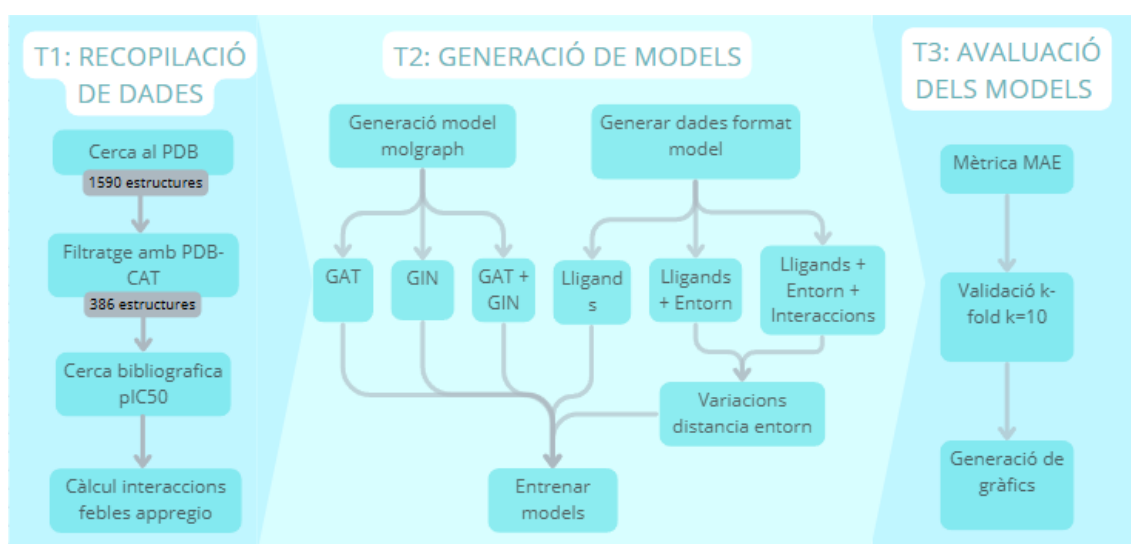 T1: RECOPILACIÓ
DE DADES
Cerca al PDB
1590 estructures
Filtratge amb PDB-
CAT
386 estructures
Cerca bibliografica
pIC50
Càlcul interaccions
febles appregio
T2: GENERACIÓ DE MODELS
Generació model
molgraph
Generar dades format
model
GAT
GIN
GAT +
GIN
Lligand
s
Lligands
+ Entorn
Lligands +
Entorn +
Interaccions
Variacions
distancia entorn
Entrenar
models
T3: AVALUACIÓ
DELS MODELS
Mètrica MAE
Validació k-
fold k=10
Generació de
gràfics